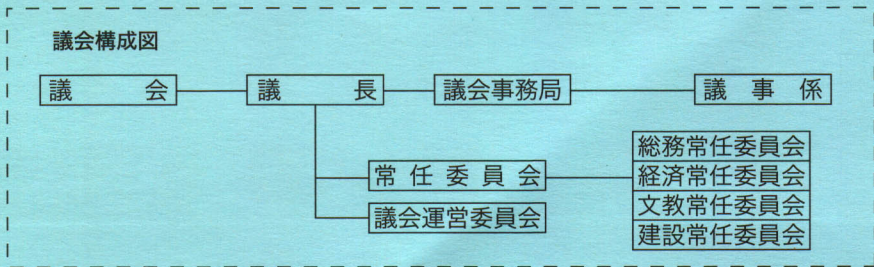 議会構成図
議会
議長
議会事務局
議事係
常任委員会
議会運営委員会
総務常任委員会
経済常任委員会
文教常任委員会
建設常任委員会